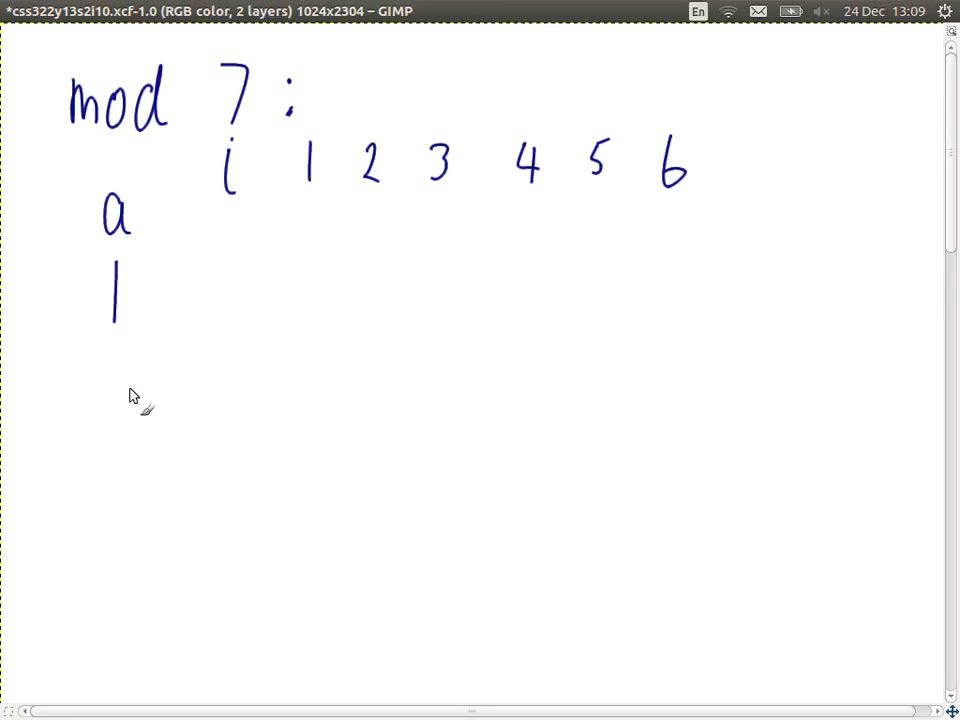 *css322y13s2i10.xcf-1.0 (RGB color, 2 layers) 1024x2304 – GIMP En 24 Dec 13:09
mod 7 :
i 1 2 3 4 5 6
a
1